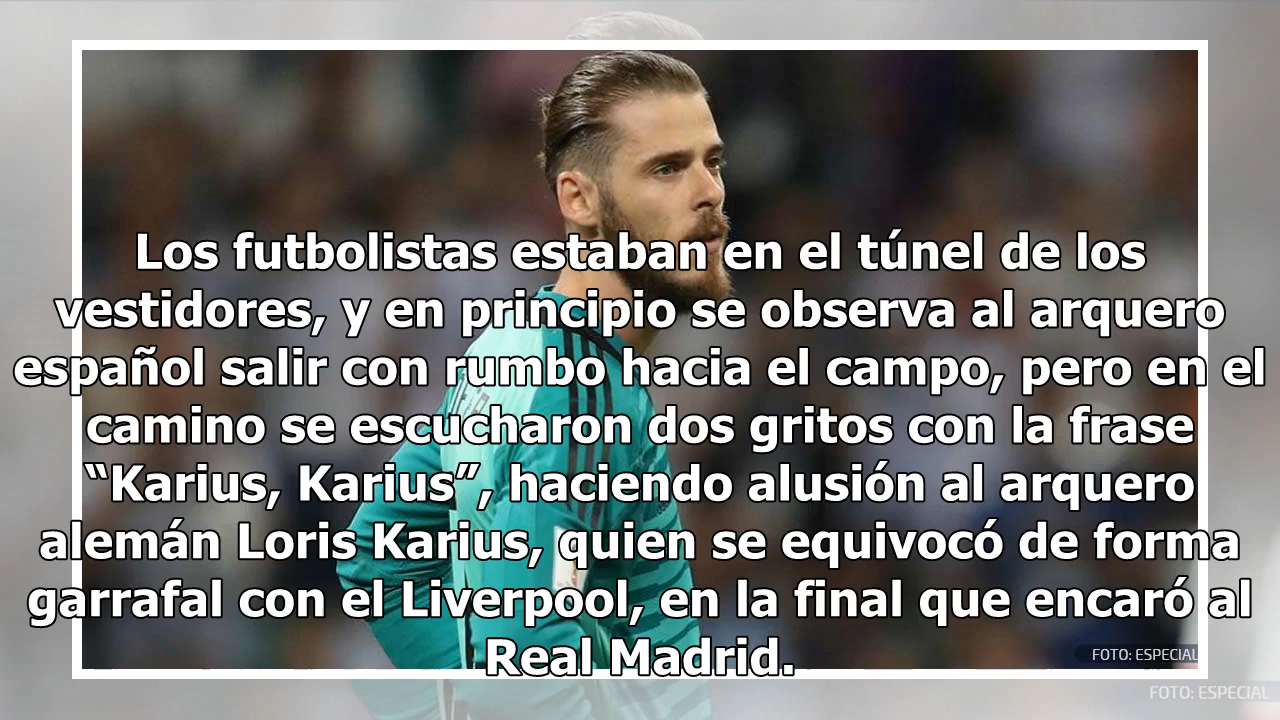 Los futbolistas estaban en el túnel de los
vestidores, y en principio se observa al arquero
español salir con rumbo hacia el campo, pero en el
camino se escucharon dos gritos con la frase
“Karius, Karius”, haciendo alusión al arquero
alemán Loris Karius, quien se equivocó de forma
garrafal con el Liverpool, en la final que encaró al
Real Madrid.
FOTO: ESPECIAL
FOTO: ESPECIAL